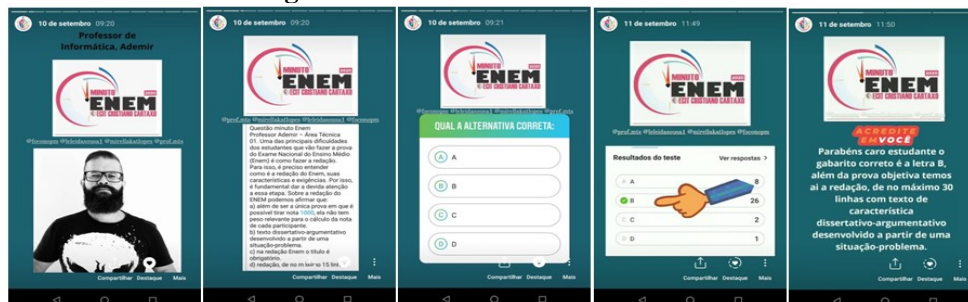 10 de setembro 09:20
Professor de
Informática, Ademir
MINUTO
ENEM
ECIT CRISTIANO CARTAXO
Compartilhar Destaque Mais
10 de setembro 09:20
MINUTO
ENEM
ECIT CRISTIANO CARTAXO
Questão minuto Enem
Professor Ademir – Área Técnica
01. Uma das principais dificuldades
dos estudantes que vão fazer a prova
do Exame Nacional do Ensino Médio
(Enem) é como fazer a redação.
Para isso, é preciso entender
como é a redação do Enem, suas
características e exigências. Por isso,
é fundamental dar a devida atenção
a essa etapa. Sobre a redação do
ENEM podemos afirmar que:
a) além de ser a única prova em que é
possível tirar nota 1000, ela não tem
peso relevante para o cálculo da nota
de cada participante.
b) texto dissertativo-argumentativo
desenvolvido a partir de uma
situação-problema.
c) na redação Enem o título é
obrigatório.
d) redação, de no máximo 15
Compartilhar Destaque Mais
10 de setembro 09:21
MINUTO
ENEM
ECIT CRISTIANO CARTAXO
QUAL A ALTERNATIVA CORRETA:
A A
B B
C C
D D
Compartilhar Destaque Mais
11 de setembro 11:49
MINUTO
ENEM
ECIT CRISTIANO CARTAXO
Resultados do teste Ver respostas >
A 8
B 26
C 2
D 1
Compartilhar Destaque Mais
11 de setembro 11:50
MINUTO
ENEM
ECIT CRISTIANO CARTAXO
ACREDITE
EM VOCÊ
Parabéns caro estudante o
gabarito correto é a letra B,
além da prova objetiva temos
ai a redação, de no máximo 30
linhas com texto de
característica
dissertativo-argumentativo
desenvolvido a partir de uma
situação-problema.
Compartilhar Destaque Mais